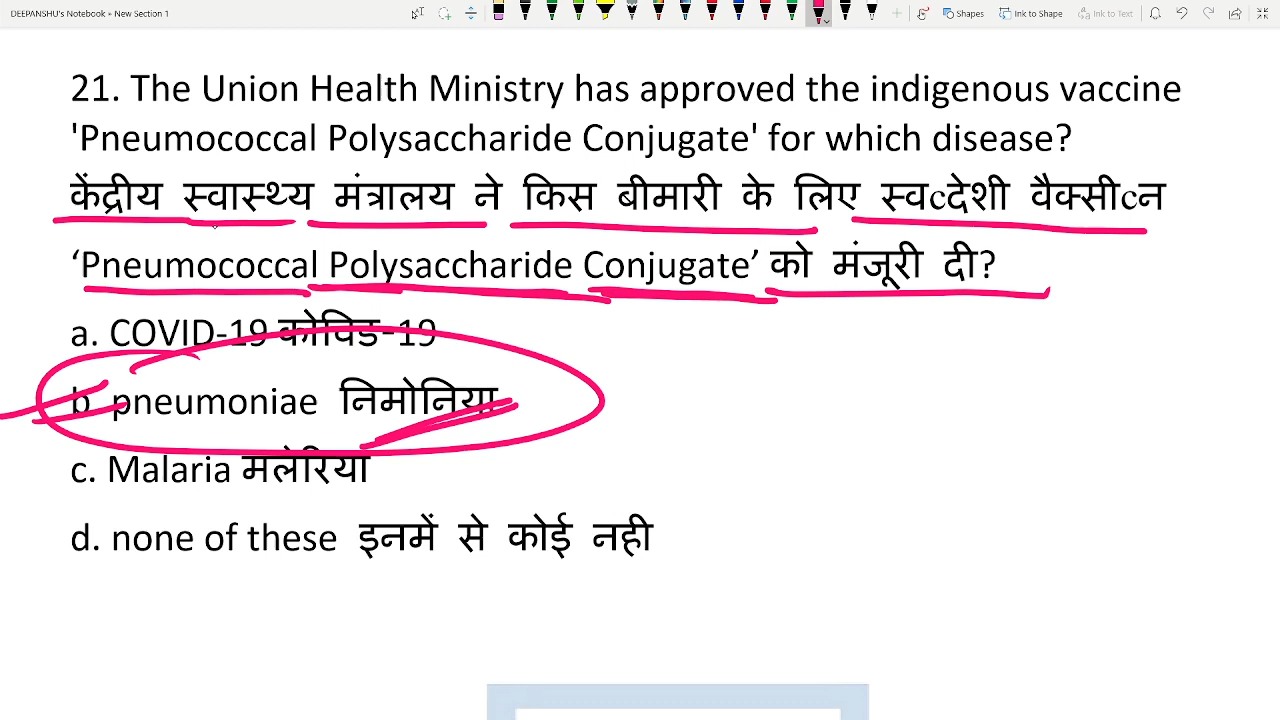 DEEPANSHU's Notebook ▸ New Section 1
Shapes Ink to Shape Ink to Text
21. The Union Health Ministry has approved the indigenous vaccine
'Pneumococcal Polysaccharide Conjugate' for which disease?
केंद्रीय स्वास्थ्य मंत्रालय ने किस बीमारी के लिए स्वcदेशी वैक्सीcन
‘Pneumococcal Polysaccharide Conjugate’ को मंजूरी दी?
a. COVID-19 कोविड-19
b pneumoniae निमोनिया
c. Malaria मलेरिया
d. none of these इनमें से कोई नही